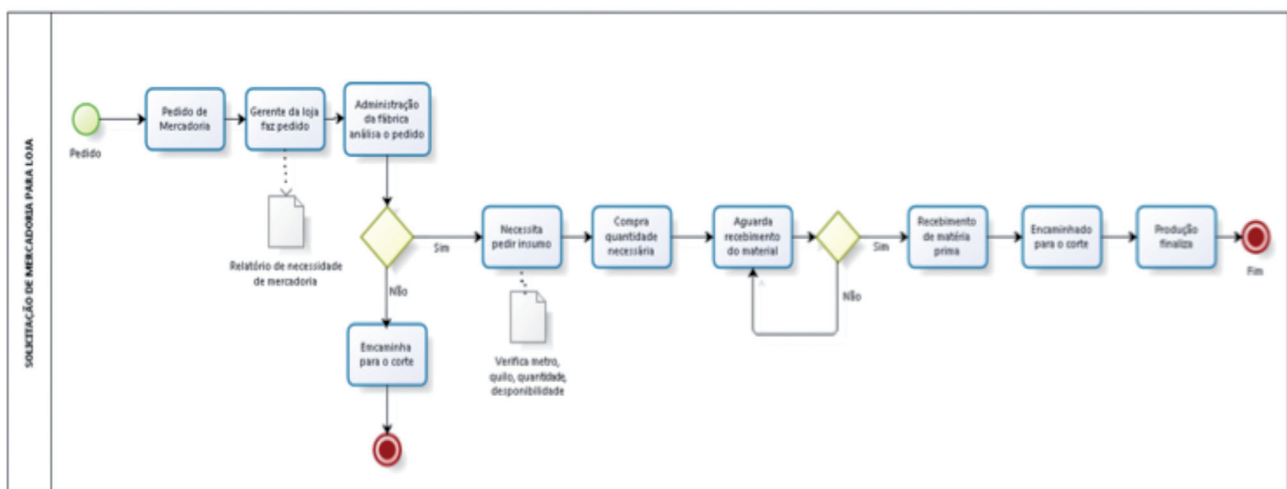 SOLICITAÇÃO DE MERCADORIA PARA LOJA
Pedido
Pedido de
Mercadoria
Gerente da loja
faz pedido
Relatório de necessidade
de mercadoria
Administração
da fábrica
análisa o pedido
Sim
Não
Emcaminha
para o corte
Necessita
pedir insumo
Verifica metro,
quilo, quantidade,
desponibilidade
Compra
quantidade
necessária
Aguarda
recebimento
do material
Sim
Não
Recebimento
de matéria
prima
Encaminhado
para o corte
Produção
finaliza
Fim